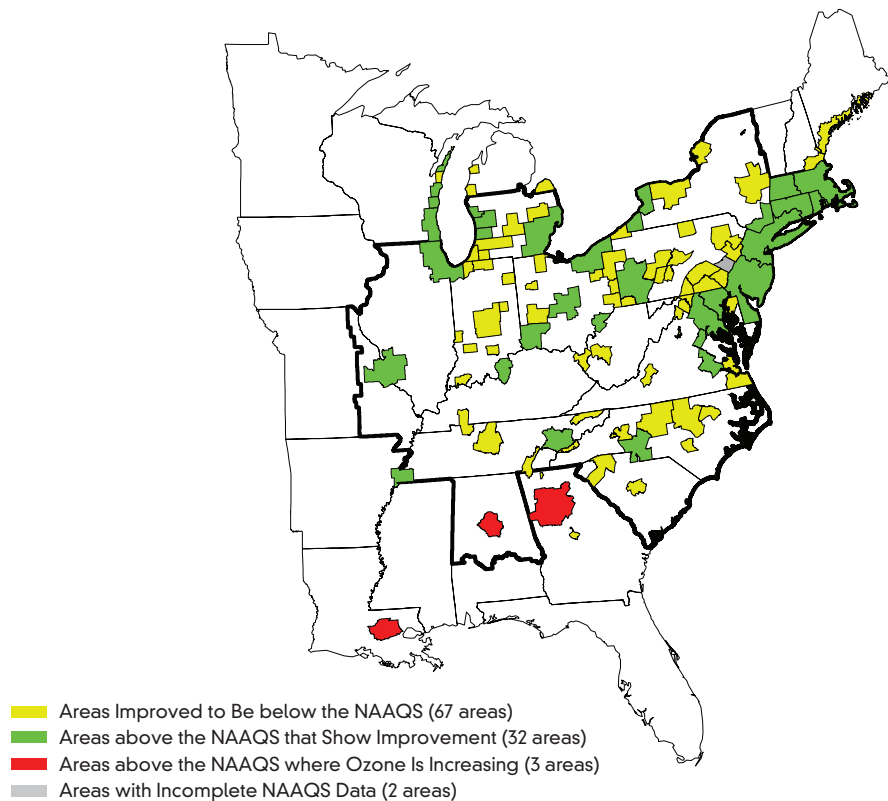 Areas Improved to Be below the NAAQS (67 areas)
Areas above the NAAQS that Show Improvement (32 areas)
Areas above the NAAQS where Ozone Is Increasing (3 areas)
Areas with Incomplete NAAQS Data (2 areas)